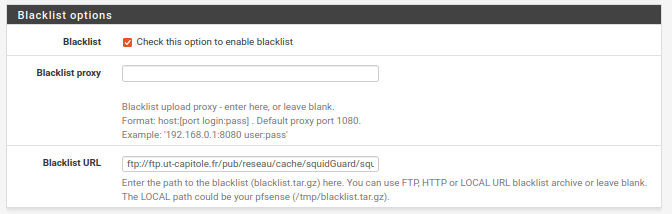 Blacklist options
Blacklist Check this option to enable blacklist
Blacklist proxy
Blacklist upload proxy - enter here, or leave blank.
Format: host:[port login:pass] . Default proxy port 1080.
Example: '192.168.0.1:8080 user:pass'
Blacklist URL ftp://ftp.ut-capitole.fr/pub/reseau/cache/squidGuard/squ
Enter the path to the blacklist (blacklist.tar.gz) here. You can use FTP, HTTP or LOCAL URL blacklist archive or leave blank.
The LOCAL path could be your pfsense (/tmp/blacklist.tar.gz).